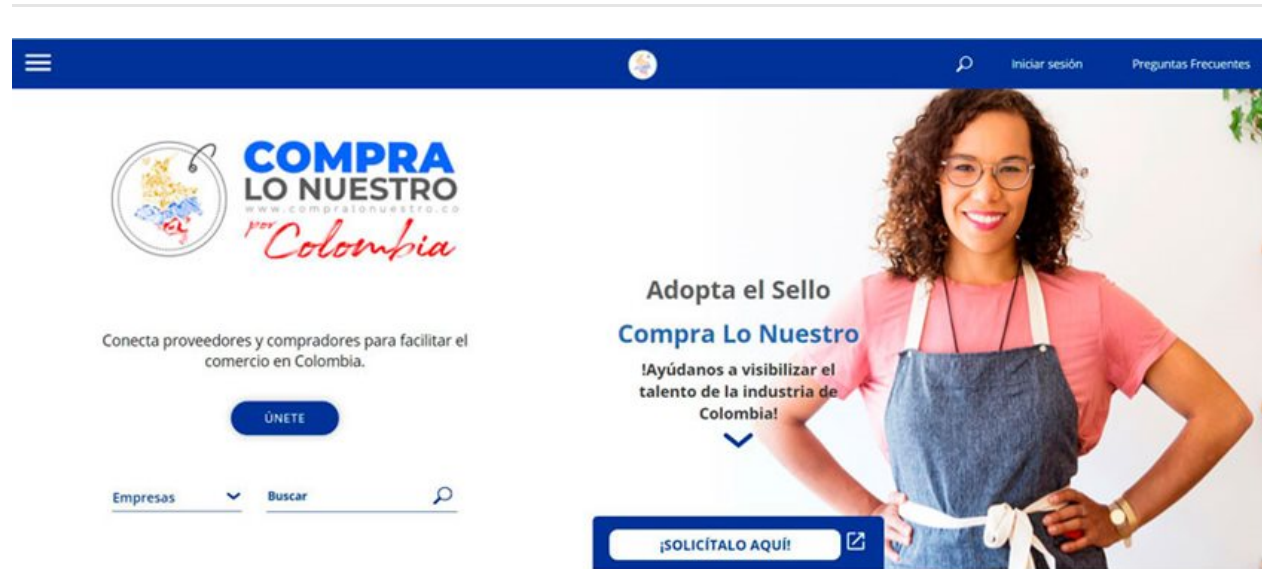 Iniciar sesión
Preguntas Frecuentes
COMPRA
LO NUESTRO
www.compralonuestro.co
por Colombia
Conecta proveedores y compradores para facilitar el
comercio en Colombia.
ÚNETE
Empresas
Buscar
Adopta el Sello
Compra Lo Nuestro
!Ayúdanos a visibilizar el
talento de la industria de
Colombia!
¡SOLICÍTALO AQUÍ!